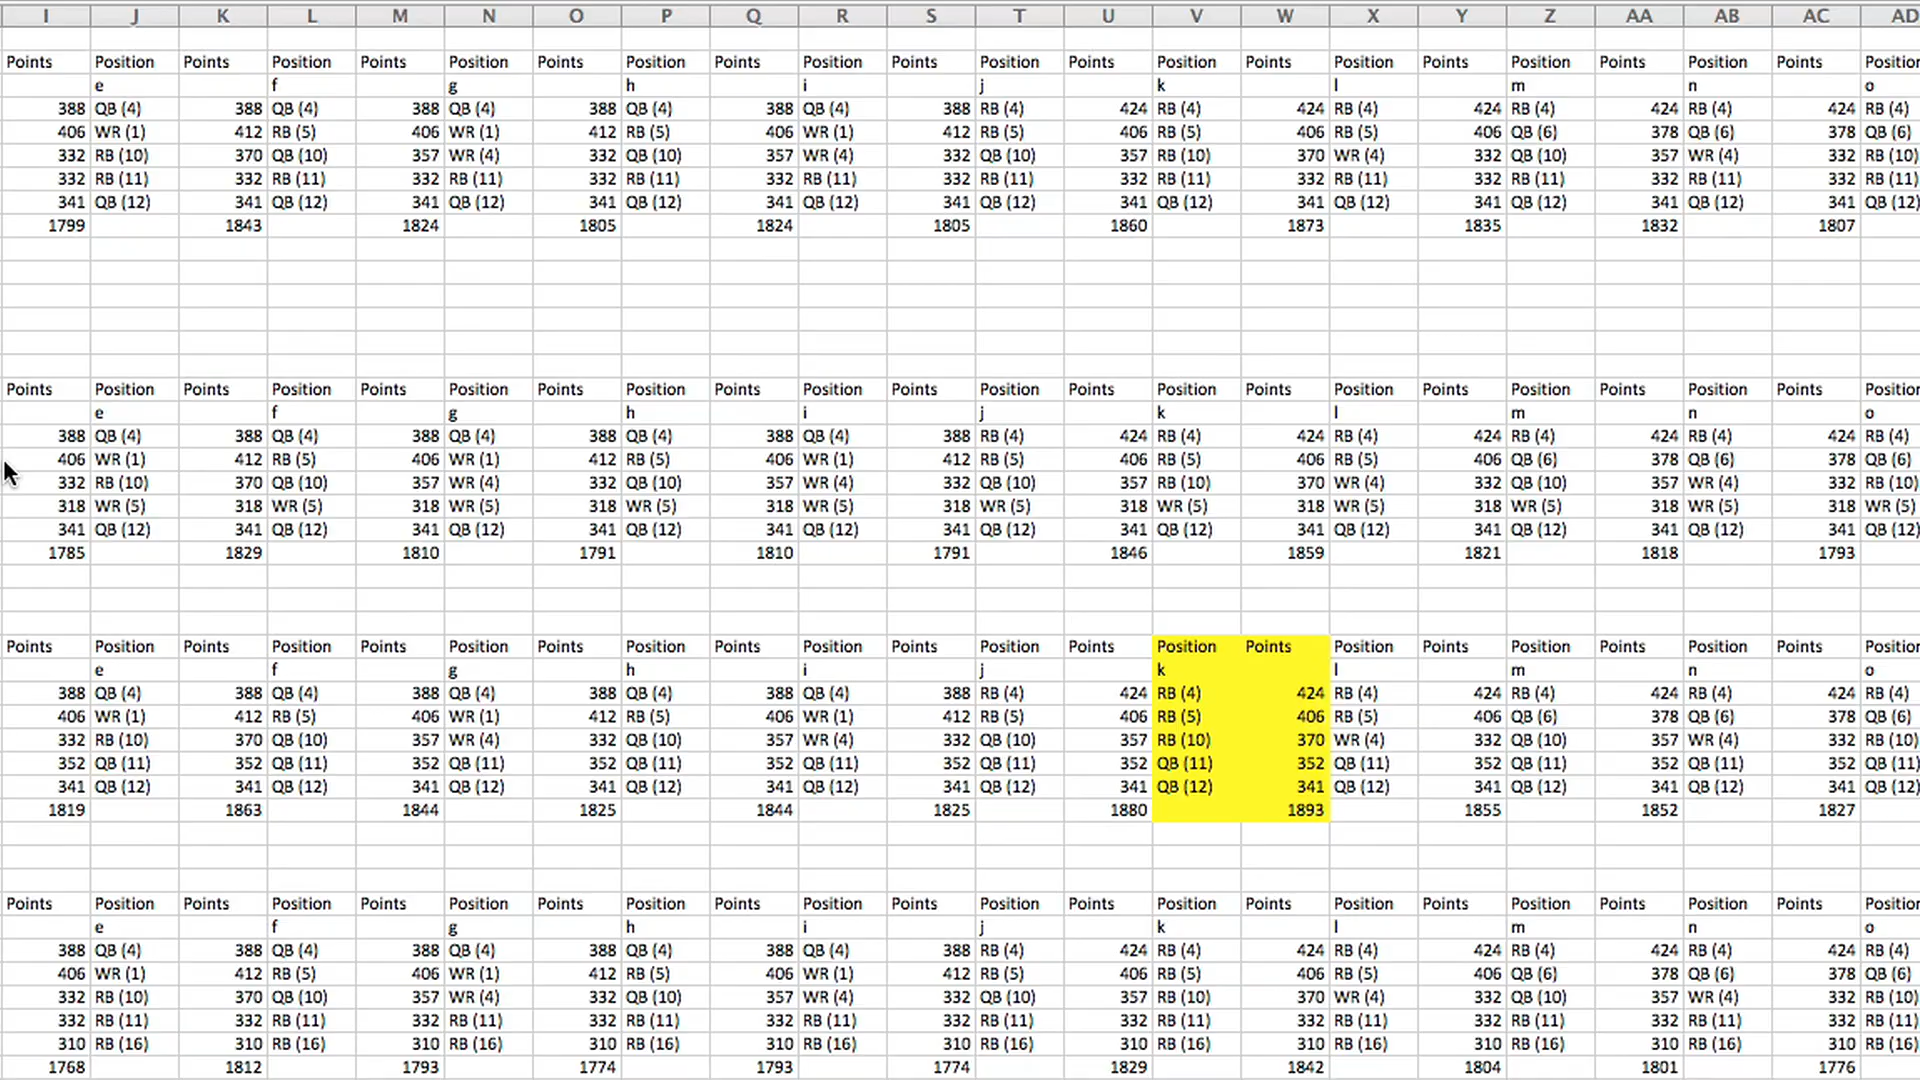 I J K L M N O P Q R S T U V W X Y Z AA AB AC AD
Points Position Points Position Points Position Points Position Points Position Points Position Points Position Points Position Points Position Points Position Points Position
e f g h i j k l m n o
388 QB (4) 388 QB (4) 388 QB (4) 388 QB (4) 388 QB (4) 388 RB (4) 424 RB (4) 424 RB (4) 424 RB (4) 424 RB (4) 424 RB (4)
406 WR (1) 412 RB (5) 406 WR (1) 412 RB (5) 406 WR (1) 412 RB (5) 406 RB (5) 406 RB (5) 406 QB (6) 378 QB (6) 378 QB (6)
332 RB (10) 370 QB (10) 357 WR (4) 332 QB (10) 357 WR (4) 332 QB (10) 357 RB (10) 370 WR (4) 332 QB (10) 357 WR (4) 332 RB (10)
332 RB (11) 332 RB (11) 332 RB (11) 332 RB (11) 332 RB (11) 332 RB (11) 332 RB (11) 332 RB (11) 332 RB (11) 332 RB (11) 332 RB (11)
341 QB (12) 341 QB (12) 341 QB (12) 341 QB (12) 341 QB (12) 341 QB (12) 341 QB (12) 341 QB (12) 341 QB (12) 341 QB (12) 341 QB (12)
1799 1843 1824 1805 1824 1805 1860 1873 1835 1832 1807
Points Position Points Position Points Position Points Position Points Position Points Position Points Position Points Position Points Position Points Position Points Position
e f g h i j k l m n o
388 QB (4) 388 QB (4) 388 QB (4) 388 QB (4) 388 QB (4) 388 RB (4) 424 RB (4) 424 RB (4) 424 RB (4) 424 RB (4) 424 RB (4)
406 WR (1) 412 RB (5) 406 WR (1) 412 RB (5) 406 WR (1) 412 RB (5) 406 RB (5) 406 RB (5) 406 QB (6) 378 QB (6) 378 QB (6)
332 RB (10) 370 QB (10) 357 WR (4) 332 QB (10) 357 WR (4) 332 QB (10) 357 RB (10) 370 WR (4) 332 QB (10) 357 WR (4) 332 RB (10)
318 WR (5) 318 WR (5) 318 WR (5) 318 WR (5) 318 WR (5) 318 WR (5) 318 WR (5) 318 WR (5) 318 WR (5) 318 WR (5) 318 WR (5)
341 QB (12) 341 QB (12) 341 QB (12) 341 QB (12) 341 QB (12) 341 QB (12) 341 QB (12) 341 QB (12) 341 QB (12) 341 QB (12) 341 QB (12)
1785 1829 1810 1791 1810 1791 1846 1859 1821 1818 1793
Points Position Points Position Points Position Points Position Points Position Points Position Points Position Points Position Points Position Points Position Points Position
e f g h i j k l m n o
388 QB (4) 388 QB (4) 388 QB (4) 388 QB (4) 388 QB (4) 388 RB (4) 424 RB (4) 424 RB (4) 424 RB (4) 424 RB (4) 424 RB (4)
406 WR (1) 412 RB (5) 406 WR (1) 412 RB (5) 406 WR (1) 412 RB (5) 406 RB (5) 406 RB (5) 406 QB (6) 378 QB (6) 378 QB (6)
332 RB (10) 370 QB (10) 357 WR (4) 332 QB (10) 357 WR (4) 332 QB (10) 357 RB (10) 370 WR (4) 332 QB (10) 357 WR (4) 332 RB (10)
352 QB (11) 352 QB (11) 352 QB (11) 352 QB (11) 352 QB (11) 352 QB (11) 352 QB (11) 352 QB (11) 352 QB (11) 352 QB (11) 352 QB (11)
341 QB (12) 341 QB (12) 341 QB (12) 341 QB (12) 341 QB (12) 341 QB (12) 341 QB (12) 341 QB (12) 341 QB (12) 341 QB (12) 341 QB (12)
1819 1863 1844 1825 1844 1825 1880 1893 1855 1852 1827
Points Position Points Position Points Position Points Position Points Position Points Position Points Position Points Position Points Position Points Position Points Position
e f g h i j k l m n o
388 QB (4) 388 QB (4) 388 QB (4) 388 QB (4) 388 QB (4) 388 RB (4) 424 RB (4) 424 RB (4) 424 RB (4) 424 RB (4) 424 RB (4)
406 WR (1) 412 RB (5) 406 WR (1) 412 RB (5) 406 WR (1) 412 RB (5) 406 RB (5) 406 RB (5) 406 QB (6) 378 QB (6) 378 QB (6)
332 RB (10) 370 QB (10) 357 WR (4) 332 QB (10) 357 WR (4) 332 QB (10) 357 RB (10) 370 WR (4) 332 QB (10) 357 WR (4) 332 RB (10)
332 RB (11) 332 RB (11) 332 RB (11) 332 RB (11) 332 RB (11) 332 RB (11) 332 RB (11) 332 RB (11) 332 RB (11) 332 RB (11) 332 RB (11)
310 RB (16) 310 RB (16) 310 RB (16) 310 RB (16) 310 RB (16) 310 RB (16) 310 RB (16) 310 RB (16) 310 RB (16) 310 RB (16) 310 RB (16)
1768 1812 1793 1774 1793 1774 1829 1842 1804 1801 1776